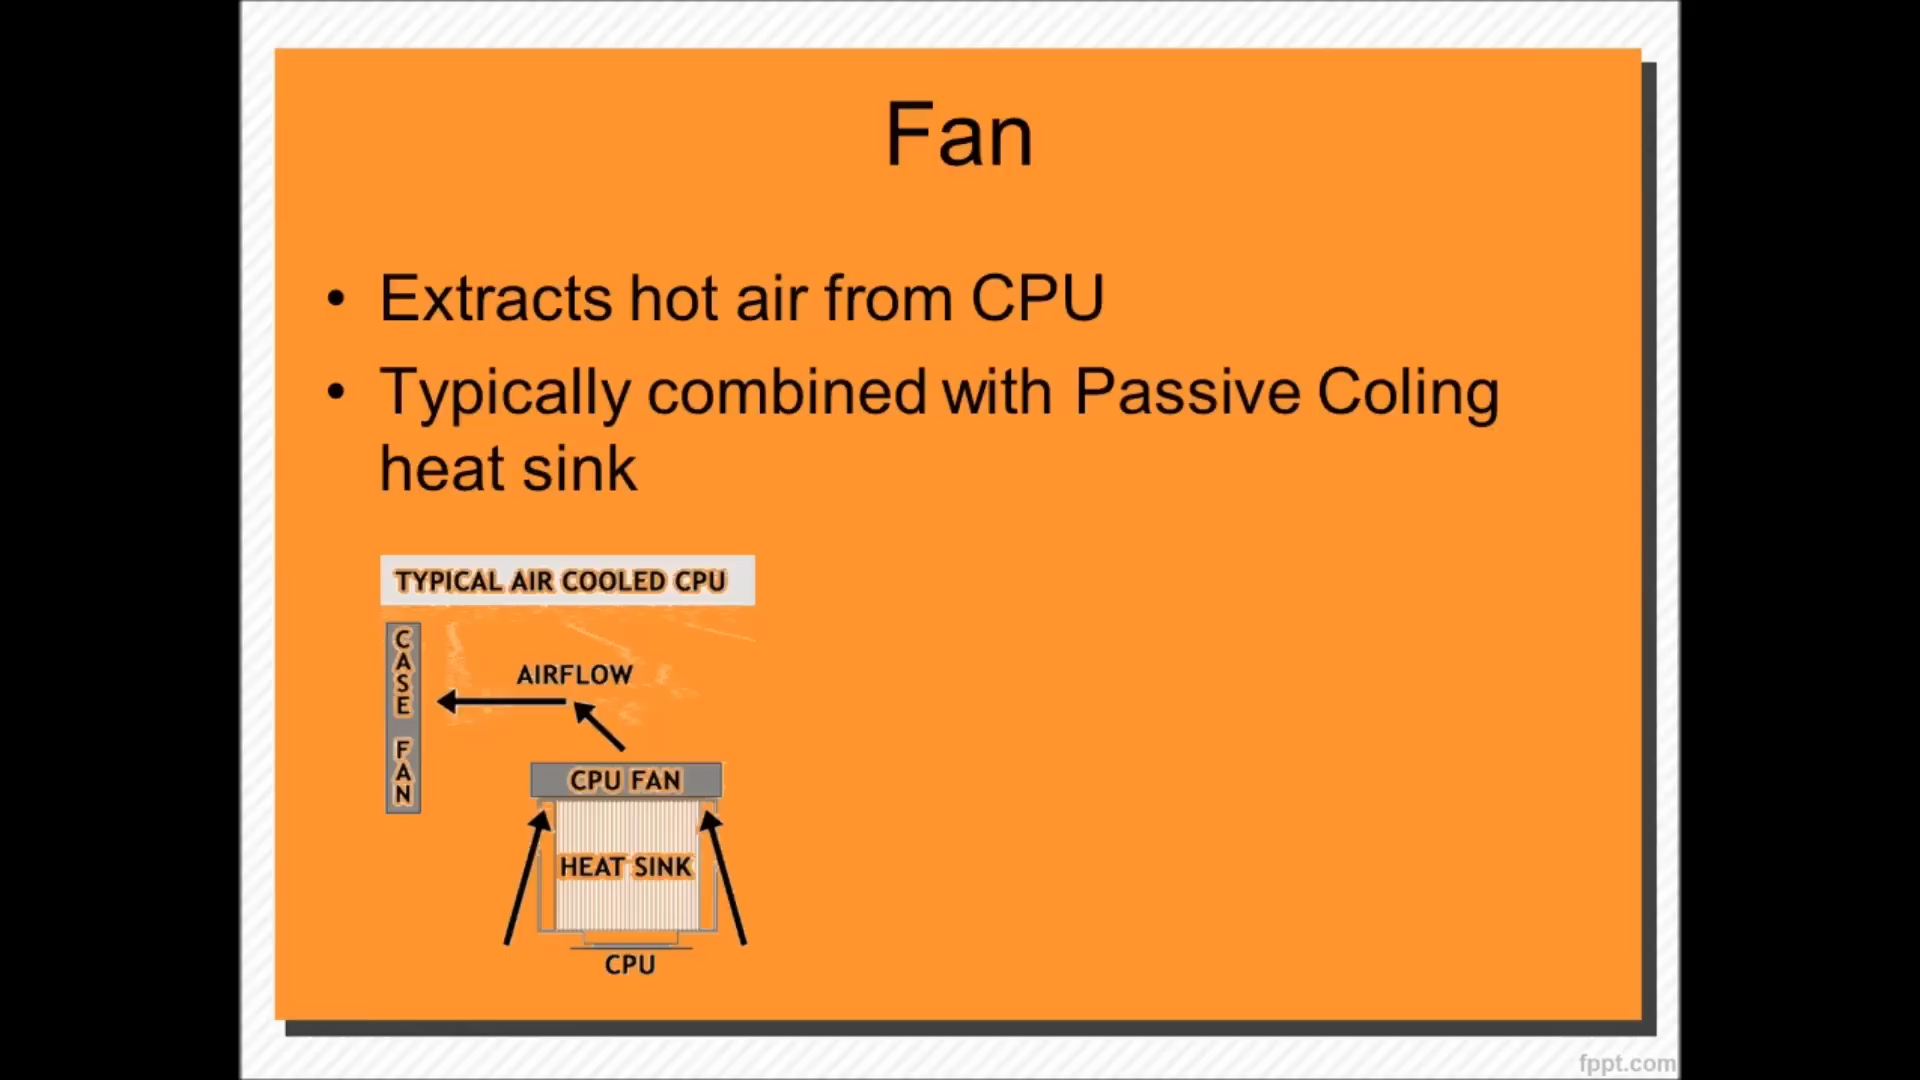 Fan
• Extracts hot air from CPU
• Typically combined with Passive Coling
heat sink
TYPICAL AIR COOLED CPU
CASE FAN
AIRFLOW
CPU FAN
HEAT SINK
CPU
fppt.com